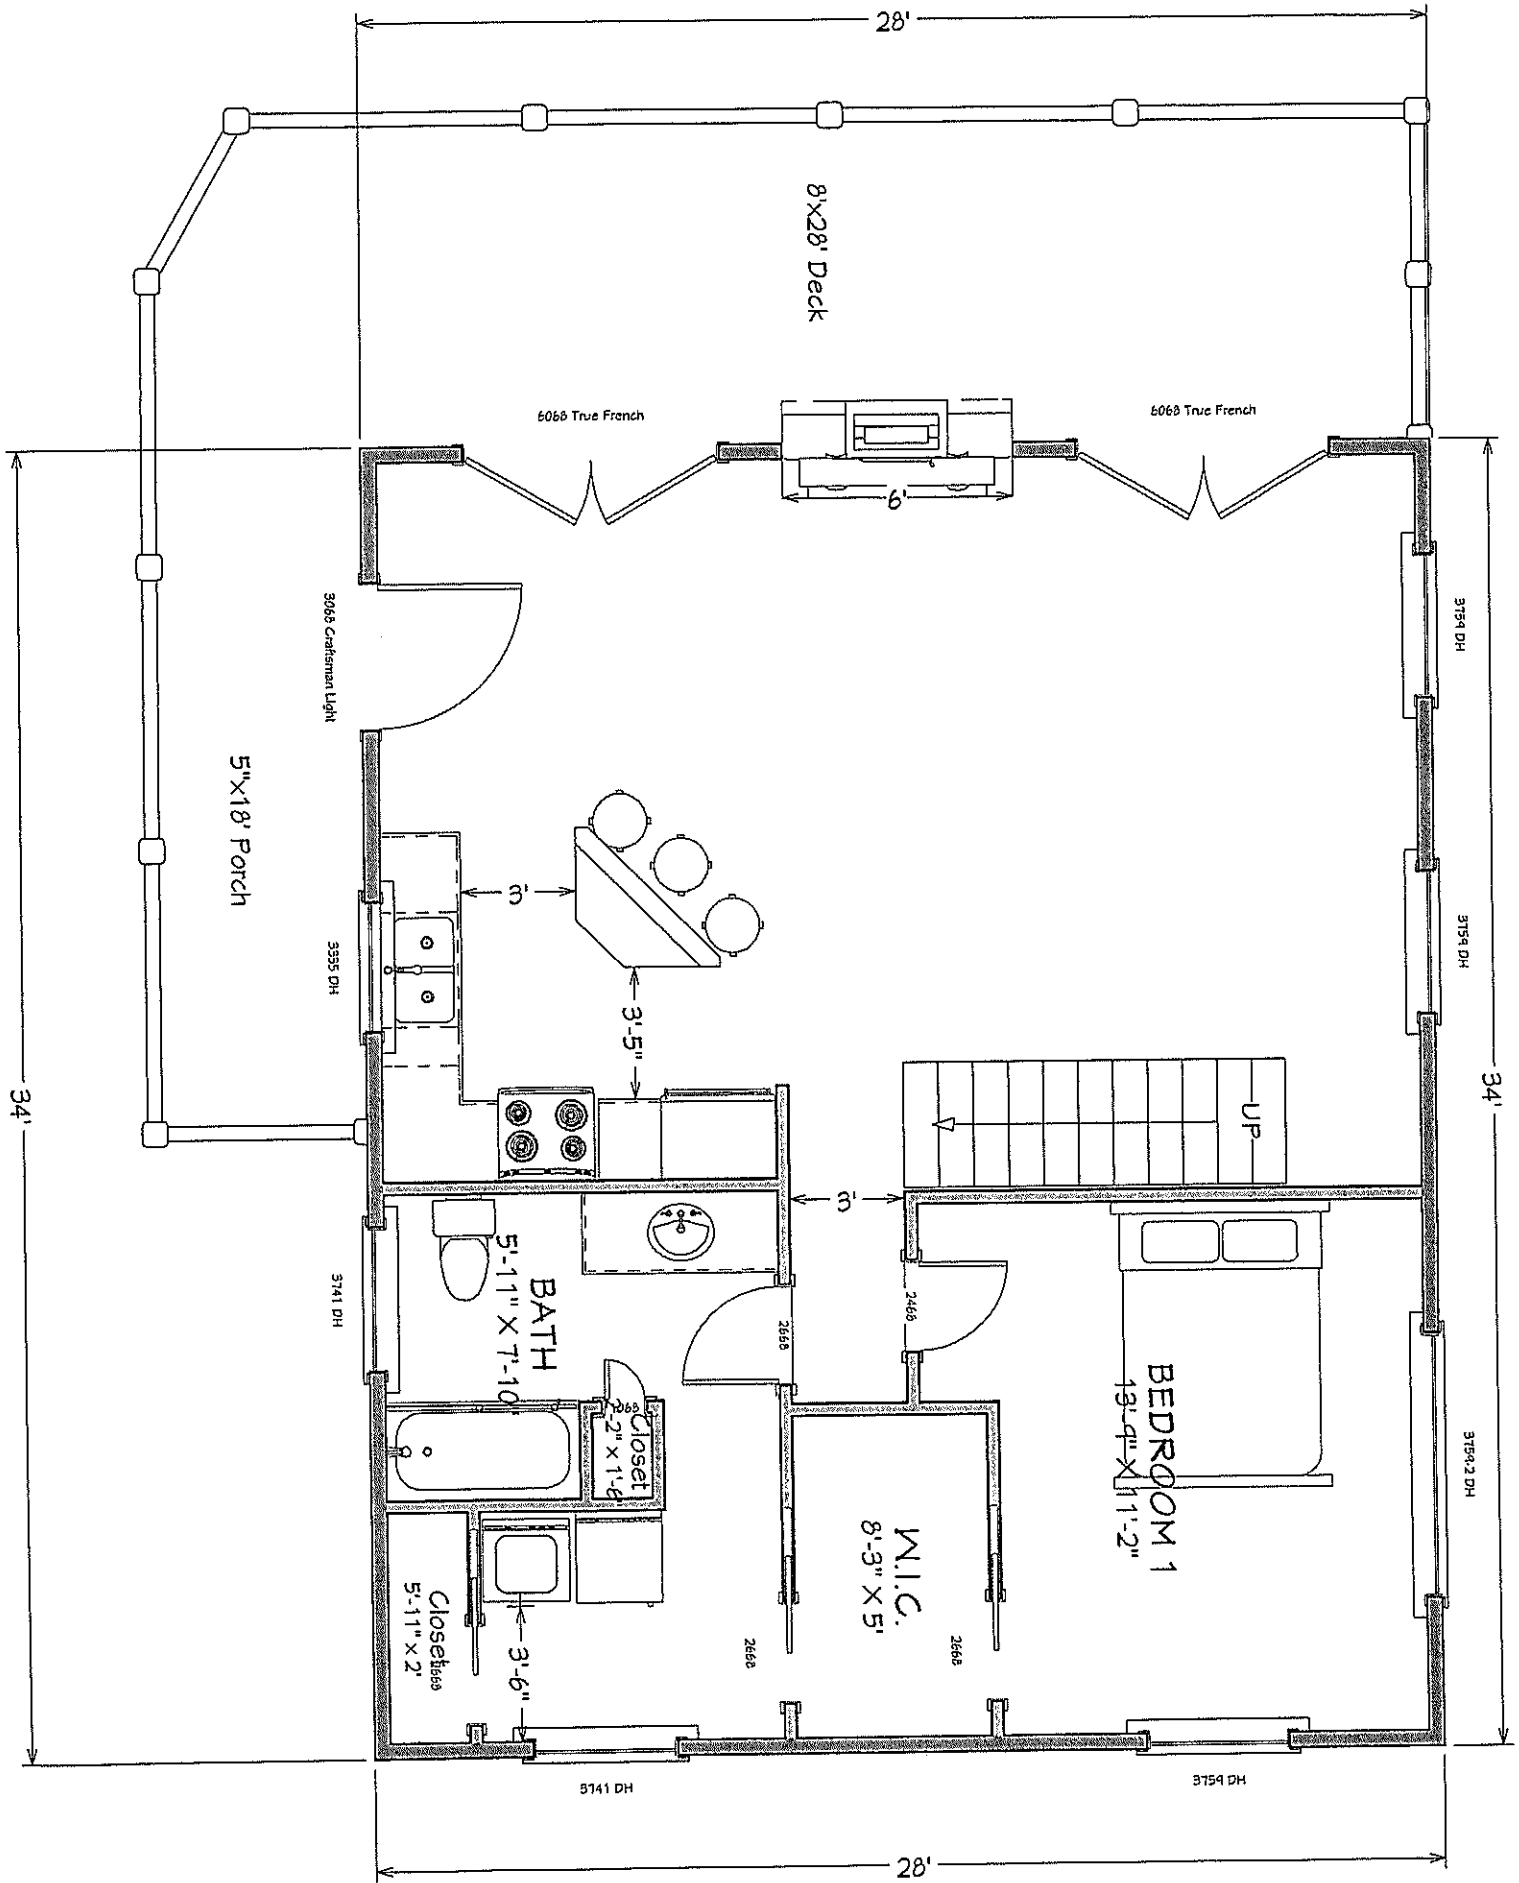 28'
8'x28' Deck
6068 True French
6068 True French
6'
34'
34'
3068 Craftsman Light
3759 DH
5"x18' Porch
3'
3335 DH
3759 DH
3'-5"
UP
3'
3741 DH
BATH
5'-11" X 7'-10"
2668
2468
BEDROOM 1
13'-9" X 11'-2"
3759-2 DH
1068
Closet
-2" x 1'-6"
W.I.C.
8'-3" X 5'
Closet
5'-11" x 2'
3'-6"
2668
2668
3741 DH
3759 DH
28'